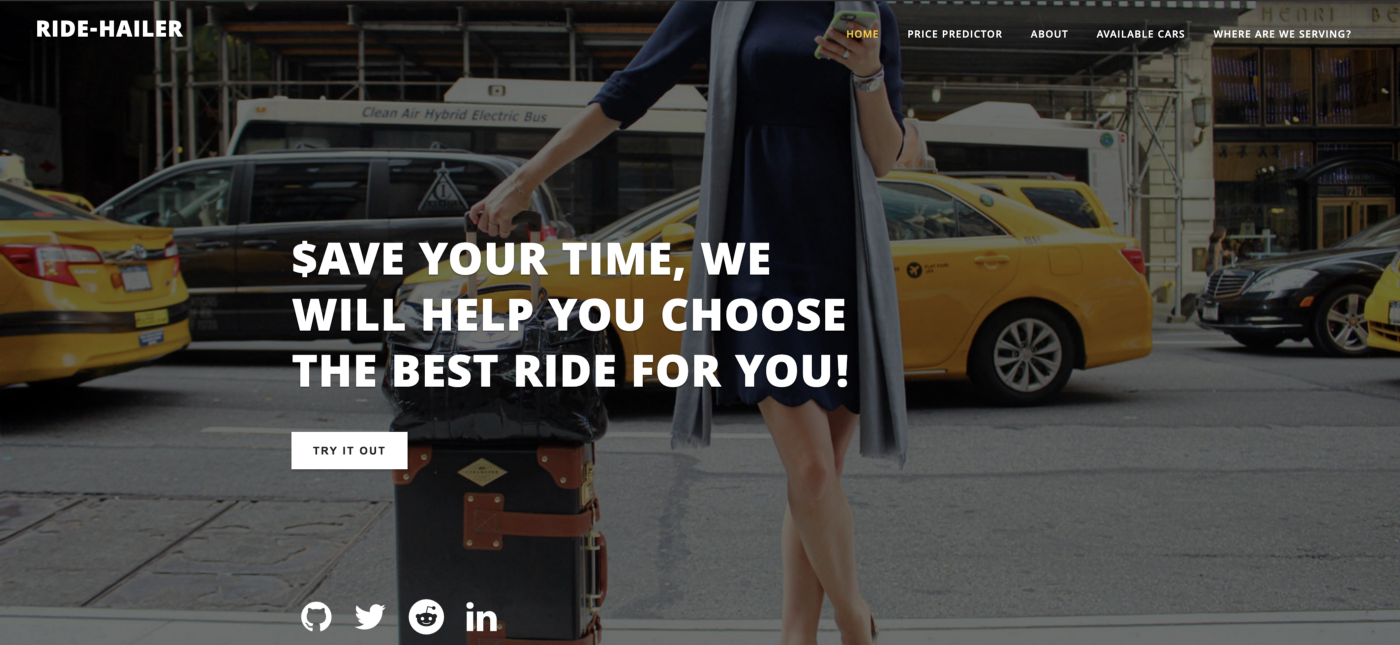 RIDE-HAILER
HOME
PRICE PREDICTOR
ABOUT
AVAILABLE CARS
WHERE ARE WE SERVING?
HENRI BE
Clean Air Hybrid Electric Bus
$AVE YOUR TIME, WE
WILL HELP YOU CHOOSE
THE BEST RIDE FOR YOU!
TRY IT OUT
in